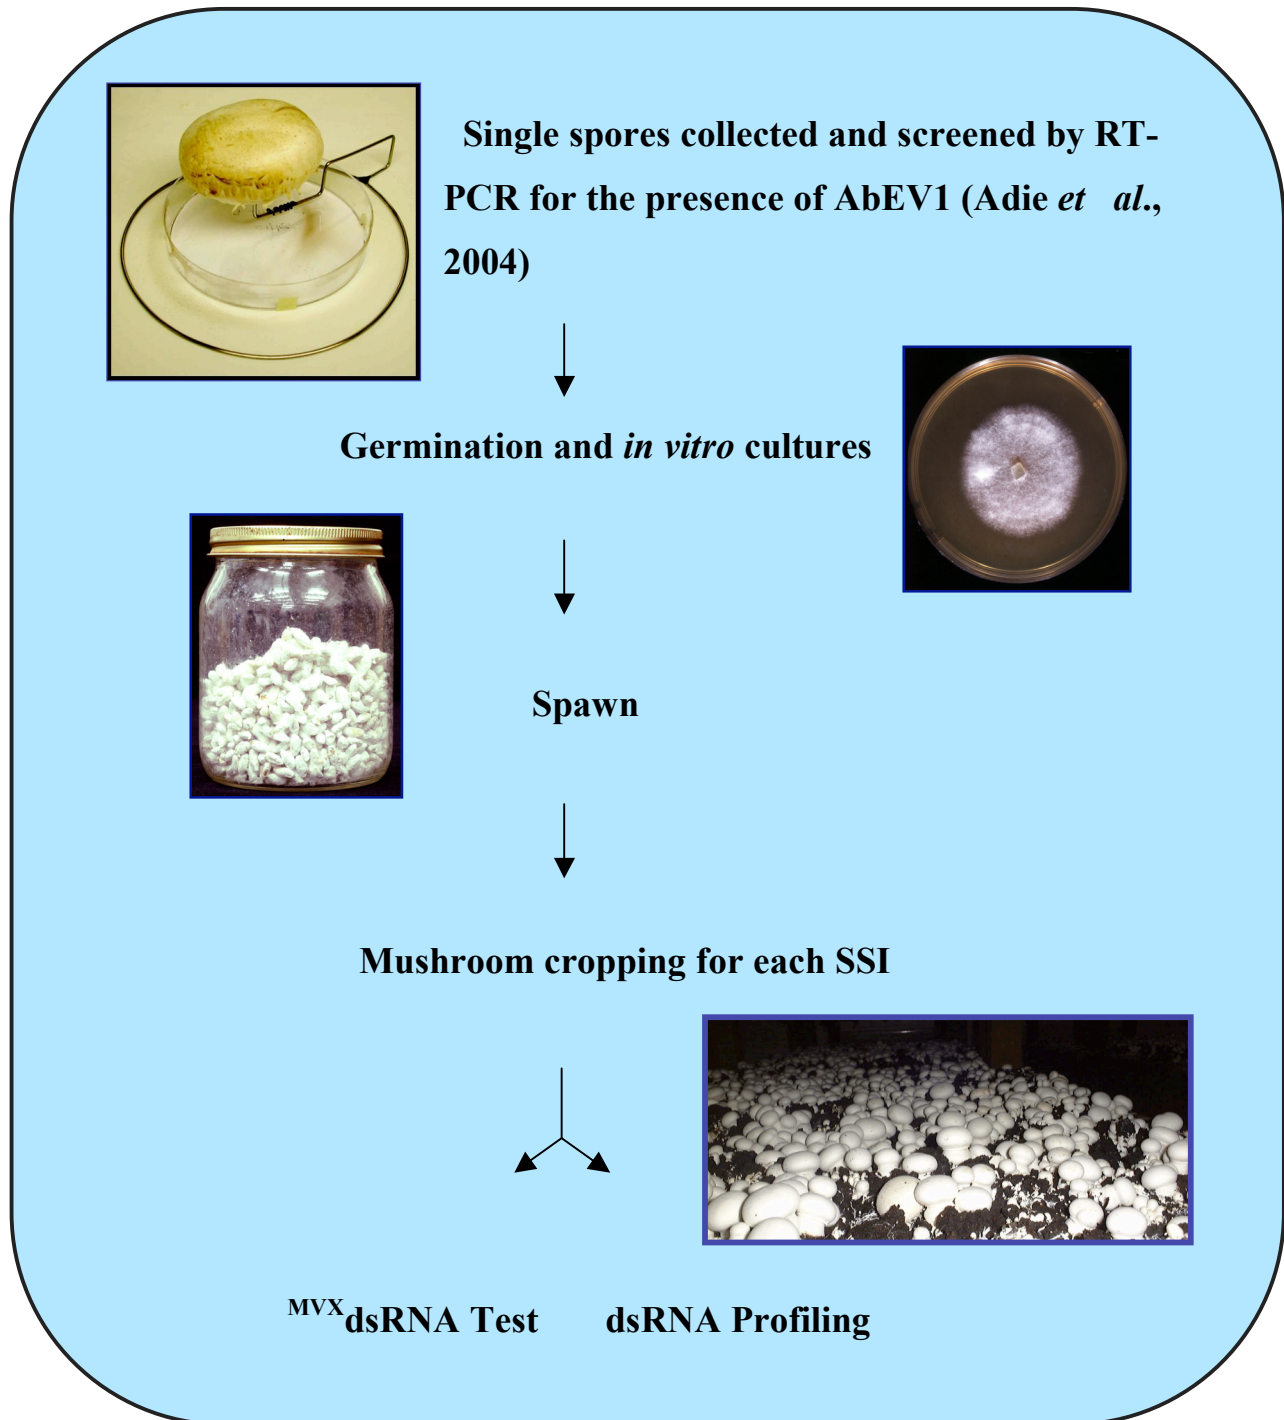 Single spores collected and screened by RT-
PCR for the presence of AbEV1 (Adie et al.,
2004)
Germination and in vitro cultures
Spawn
Mushroom cropping for each SSI
MVXdsRNA Test dsRNA Profiling